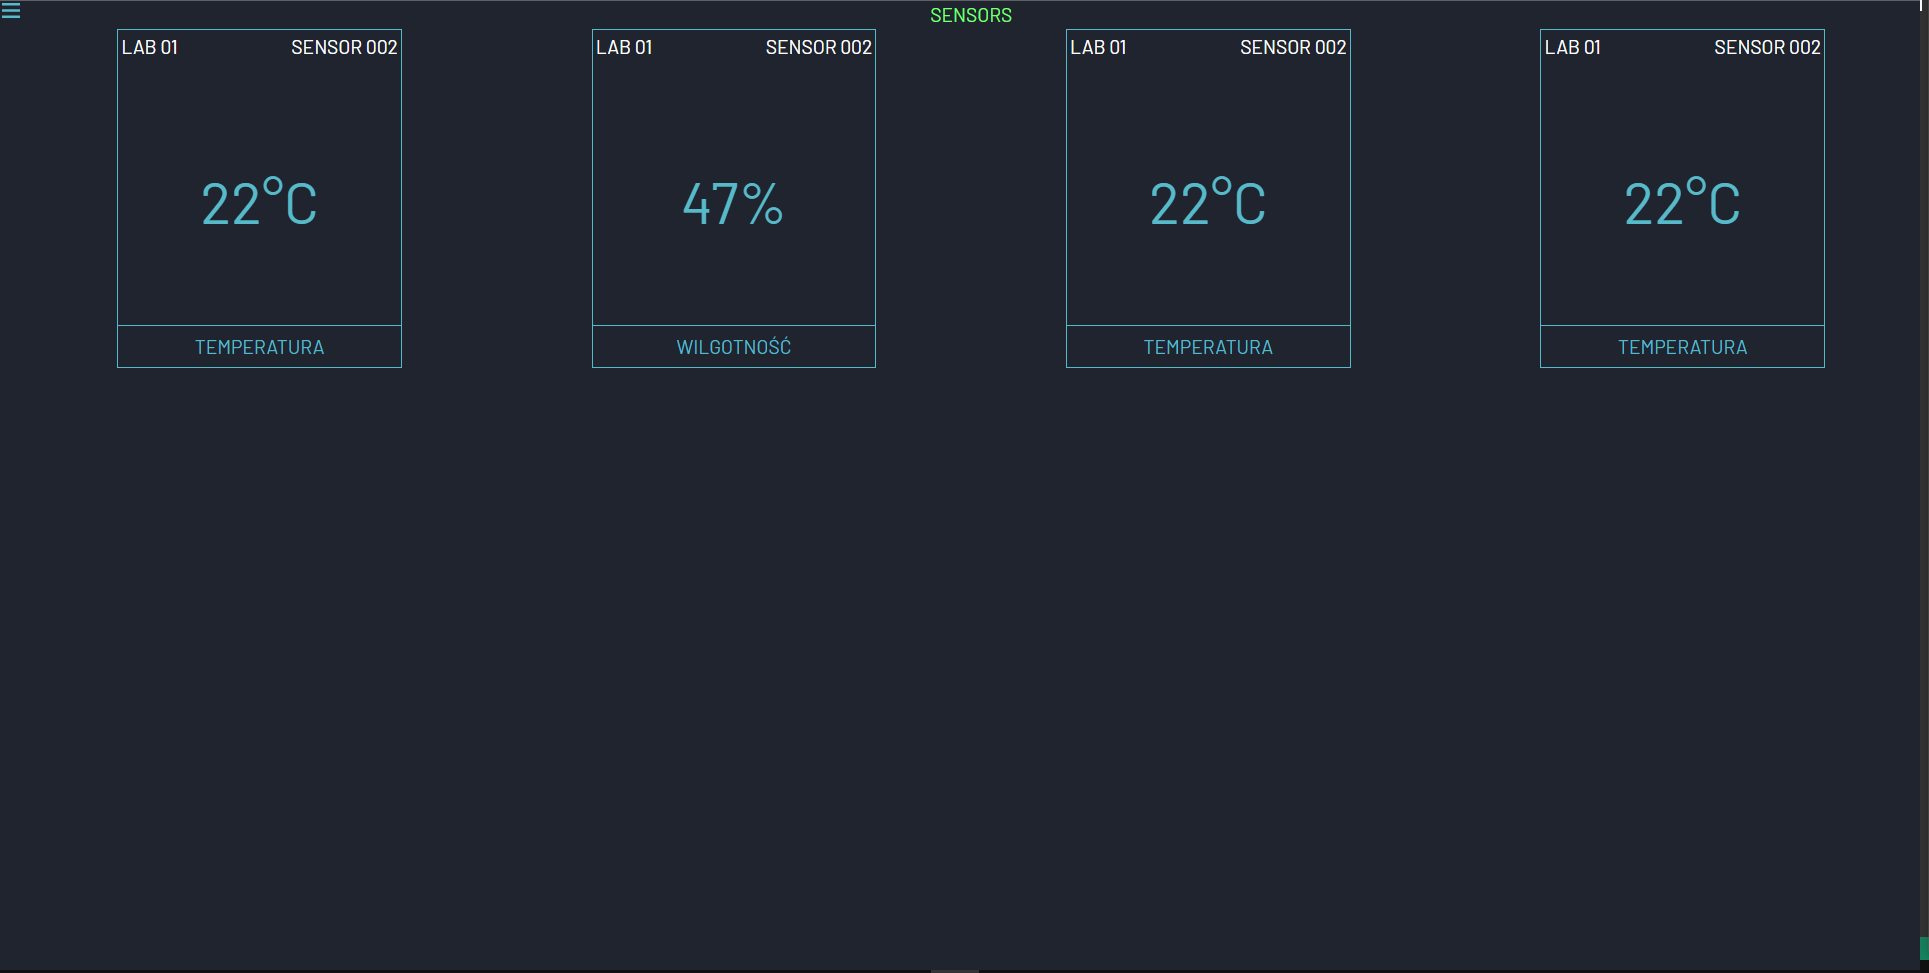 SENSORS
LAB 01 SENSOR 002
22°C
TEMPERATURA
LAB 01 SENSOR 002
47%
WILGOTNOŚĆ
LAB 01 SENSOR 002
22°C
TEMPERATURA
LAB 01 SENSOR 002
22°C
TEMPERATURA